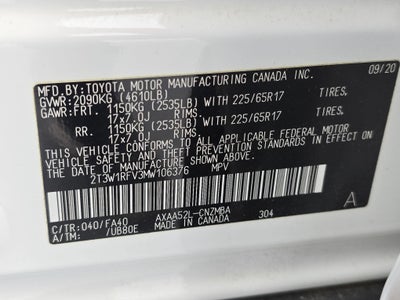 MFD.BY:TOYOTA MOTOR MANUFACTURING CANADA INC. 09/20
GVWR:2090KG (4610LB)
GAWR:FRT. 1150KG (2535LB) WITH 225/65R17 TIRES,
17x7.0J RIMS
RR. 1150KG (2535LB) WITH 225/65R17 TIRES,
17x7.0J RIMS
THIS VEHICLE CONFORMS TO ALL APPLICABLE FEDERAL MOTOR
VEHICLE SAFETY AND BUMPER STANDARDS IN EFFECT ON THE
DATE OF MANUFACTURE SHOWN ABOVE.
2T3W1RFV3MW106376 MPV
C/TR:040/FA40 AXAA52L-CNZMBA 304 A
A/TM: /UB80E MADE IN CANADA